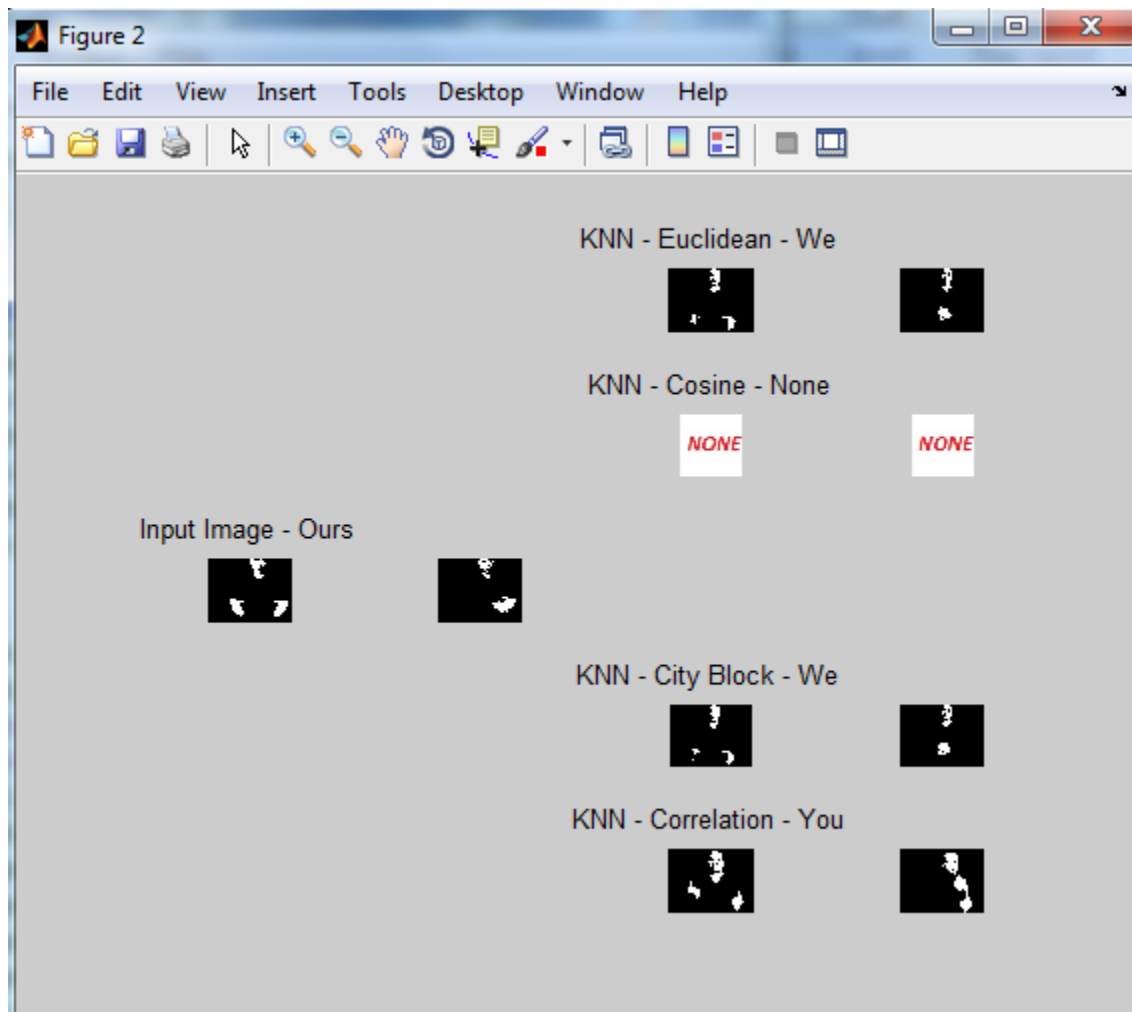 Figure 2
File Edit View Insert Tools Desktop Window Help
KNN - Euclidean - We
KNN - Cosine - None
NONE NONE
Input Image - Ours
KNN - City Block - We
KNN - Correlation - You